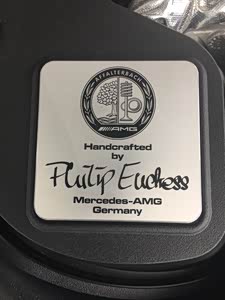 AFFALTERBACH
AMG
Handcrafted
by
Philip Euchess
Mercedes-AMG
Germany